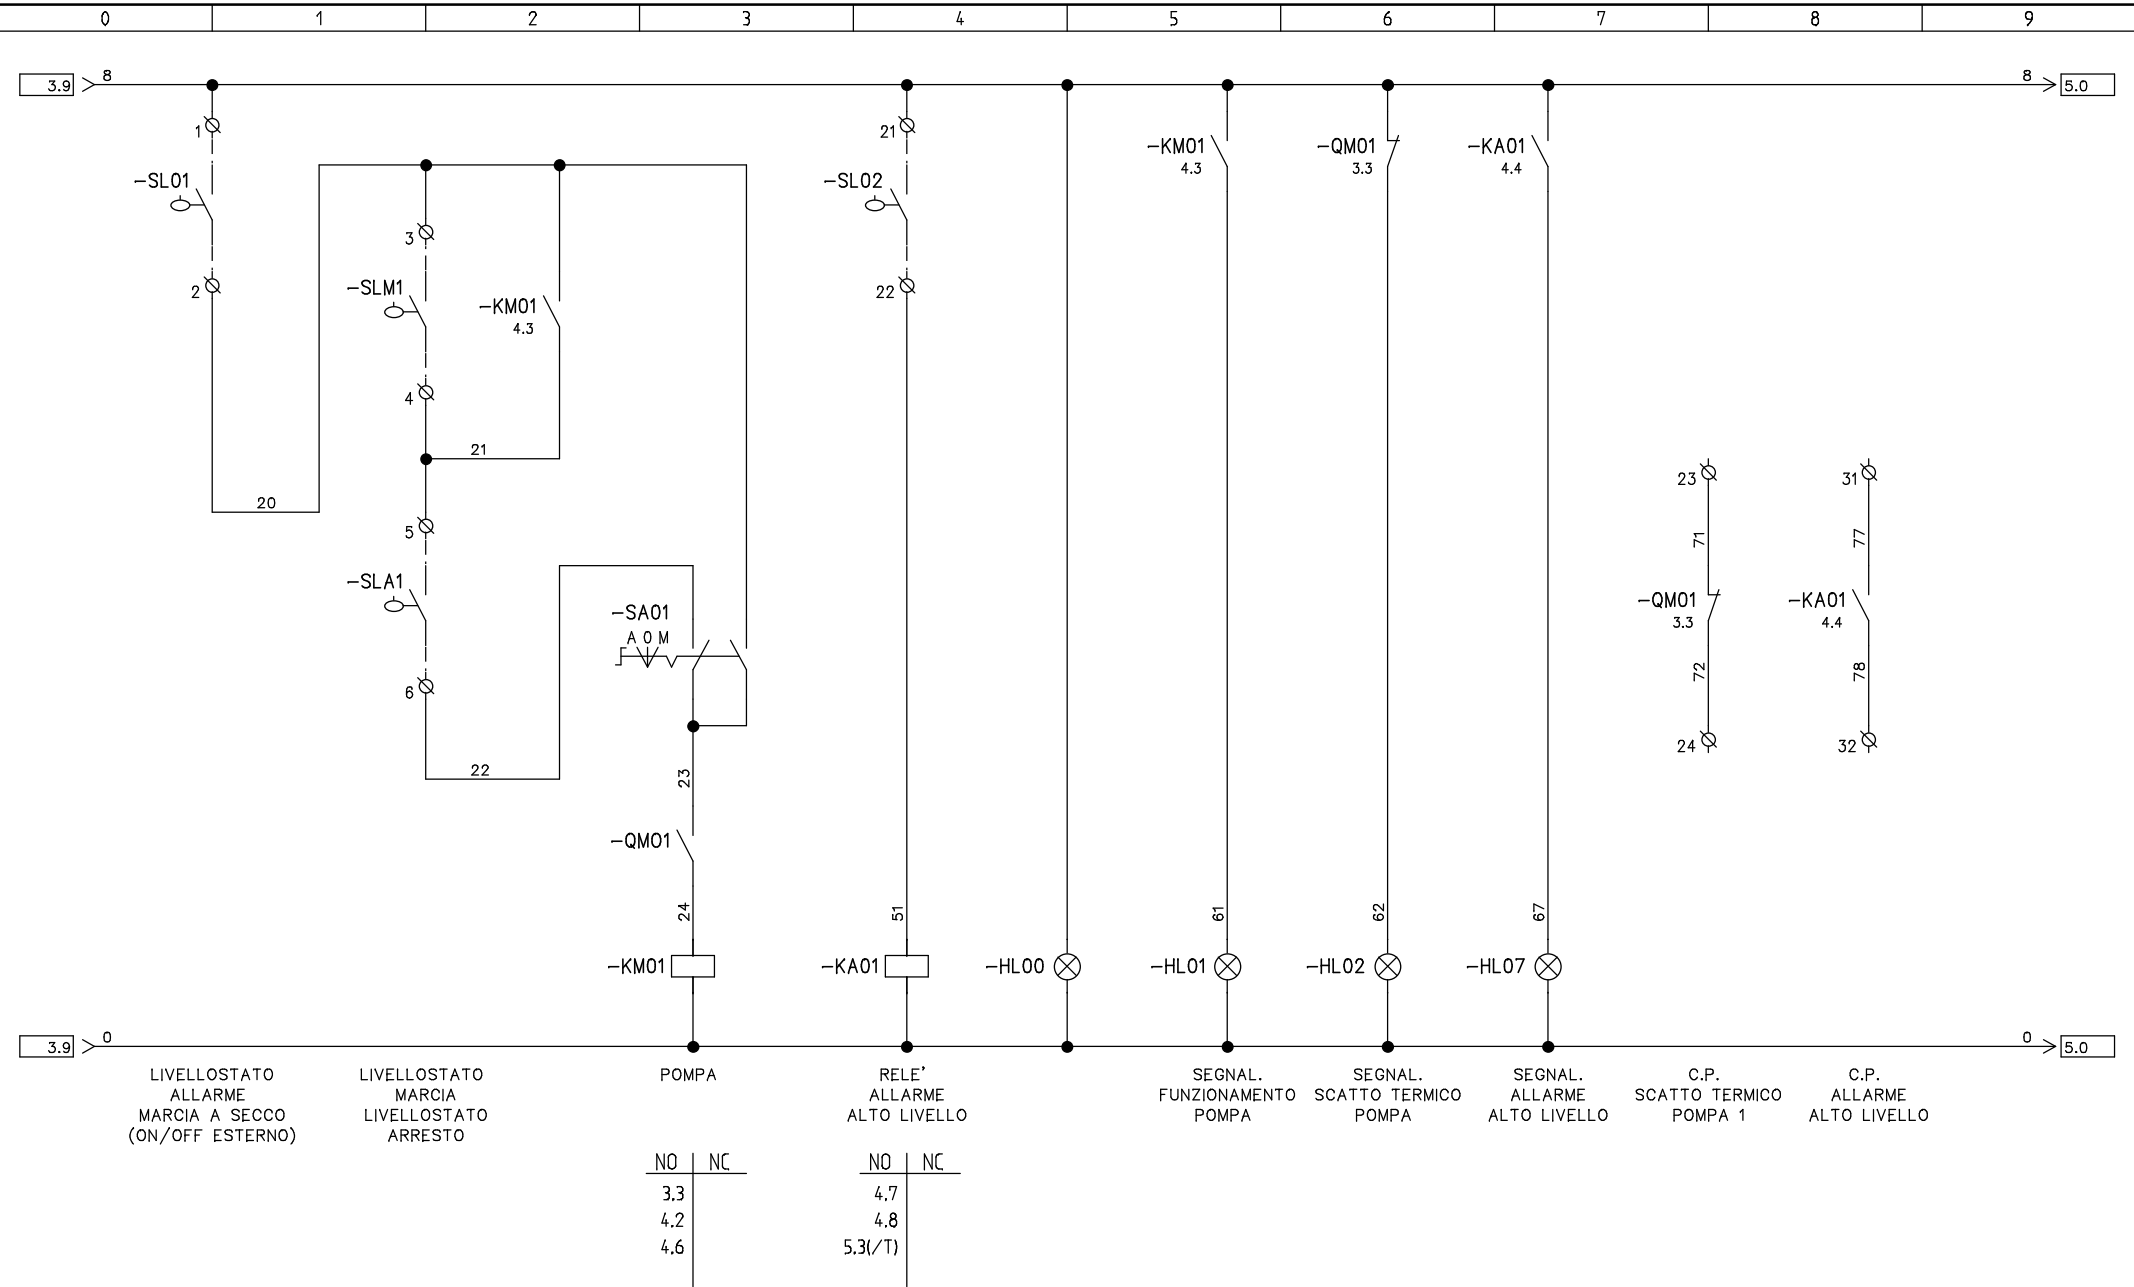 0 1 2 3 4 5 6 7 8 9
3.9 8 8 5.0
1
21
-KM01
4.3
-QM01
3.3
-KA01
4.4
-SL01
-SL02
3
2
22
-SLM1
-KM01
4.3
4
21
20
5
23
31
71
77
-SLA1
-SA01
A 0 M
-QM01
3.3
-KA01
4.4
72
78
6
24
32
22
23
-QM01
24
51
61
62
67
-KM01
-KA01
-HL00
-HL01
-HL02
-HL07
3.9 0 0 5.0
LIVELLOSTATO
ALLARME
MARCIA A SECCO
(ON/OFF ESTERNO)
LIVELLOSTATO
MARCIA
LIVELLOSTATO
ARRESTO
POMPA
RELE'
ALLARME
ALTO LIVELLO
SEGNAL.
FUNZIONAMENTO
POMPA
SEGNAL.
SCATTO TERMICO
POMPA
SEGNAL.
ALLARME
ALTO LIVELLO
C.P.
SCATTO TERMICO
POMPA 1
C.P.
ALLARME
ALTO LIVELLO
NO NC
3.3
4.2
4.6
NO NC
4.7
4.8
5.3(/T)